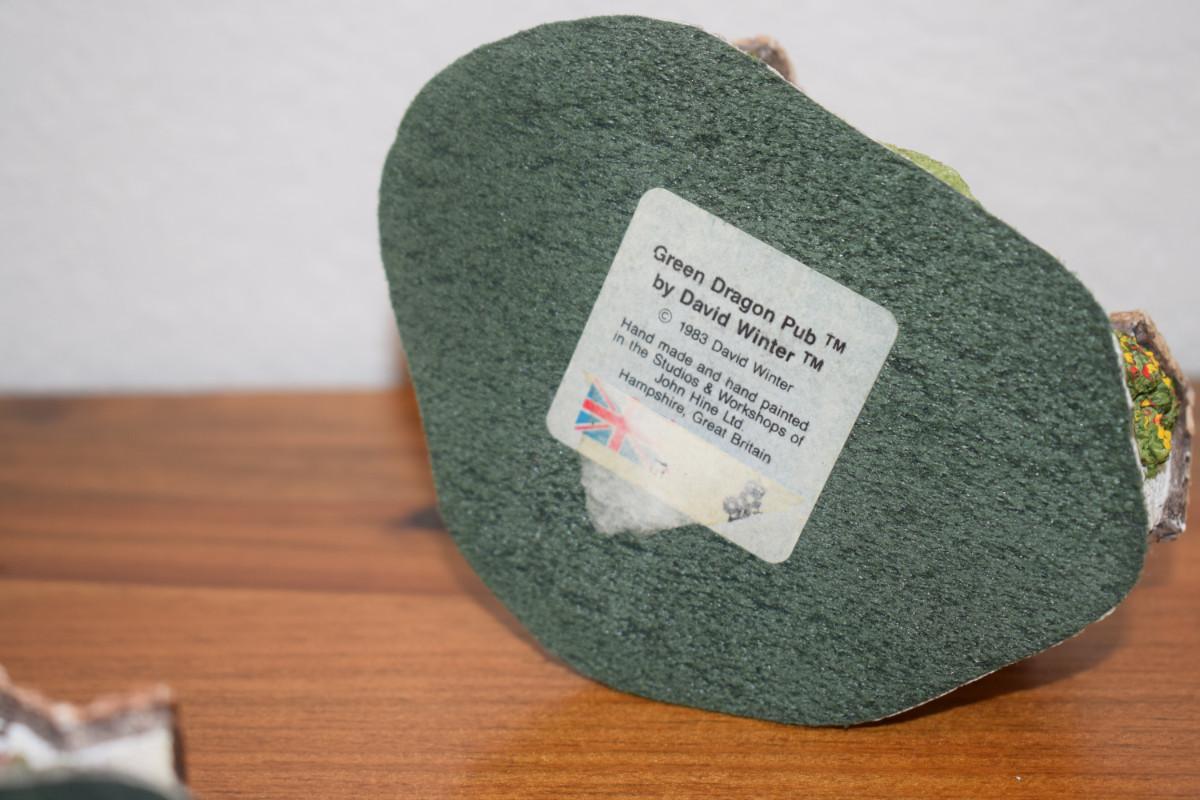 Green Dragon Pub ™
by David Winter ™
© 1983 David Winter
Hand made and hand painted
in the Studios & Workshops of
John Hine Ltd.
Hampshire, Great Britain